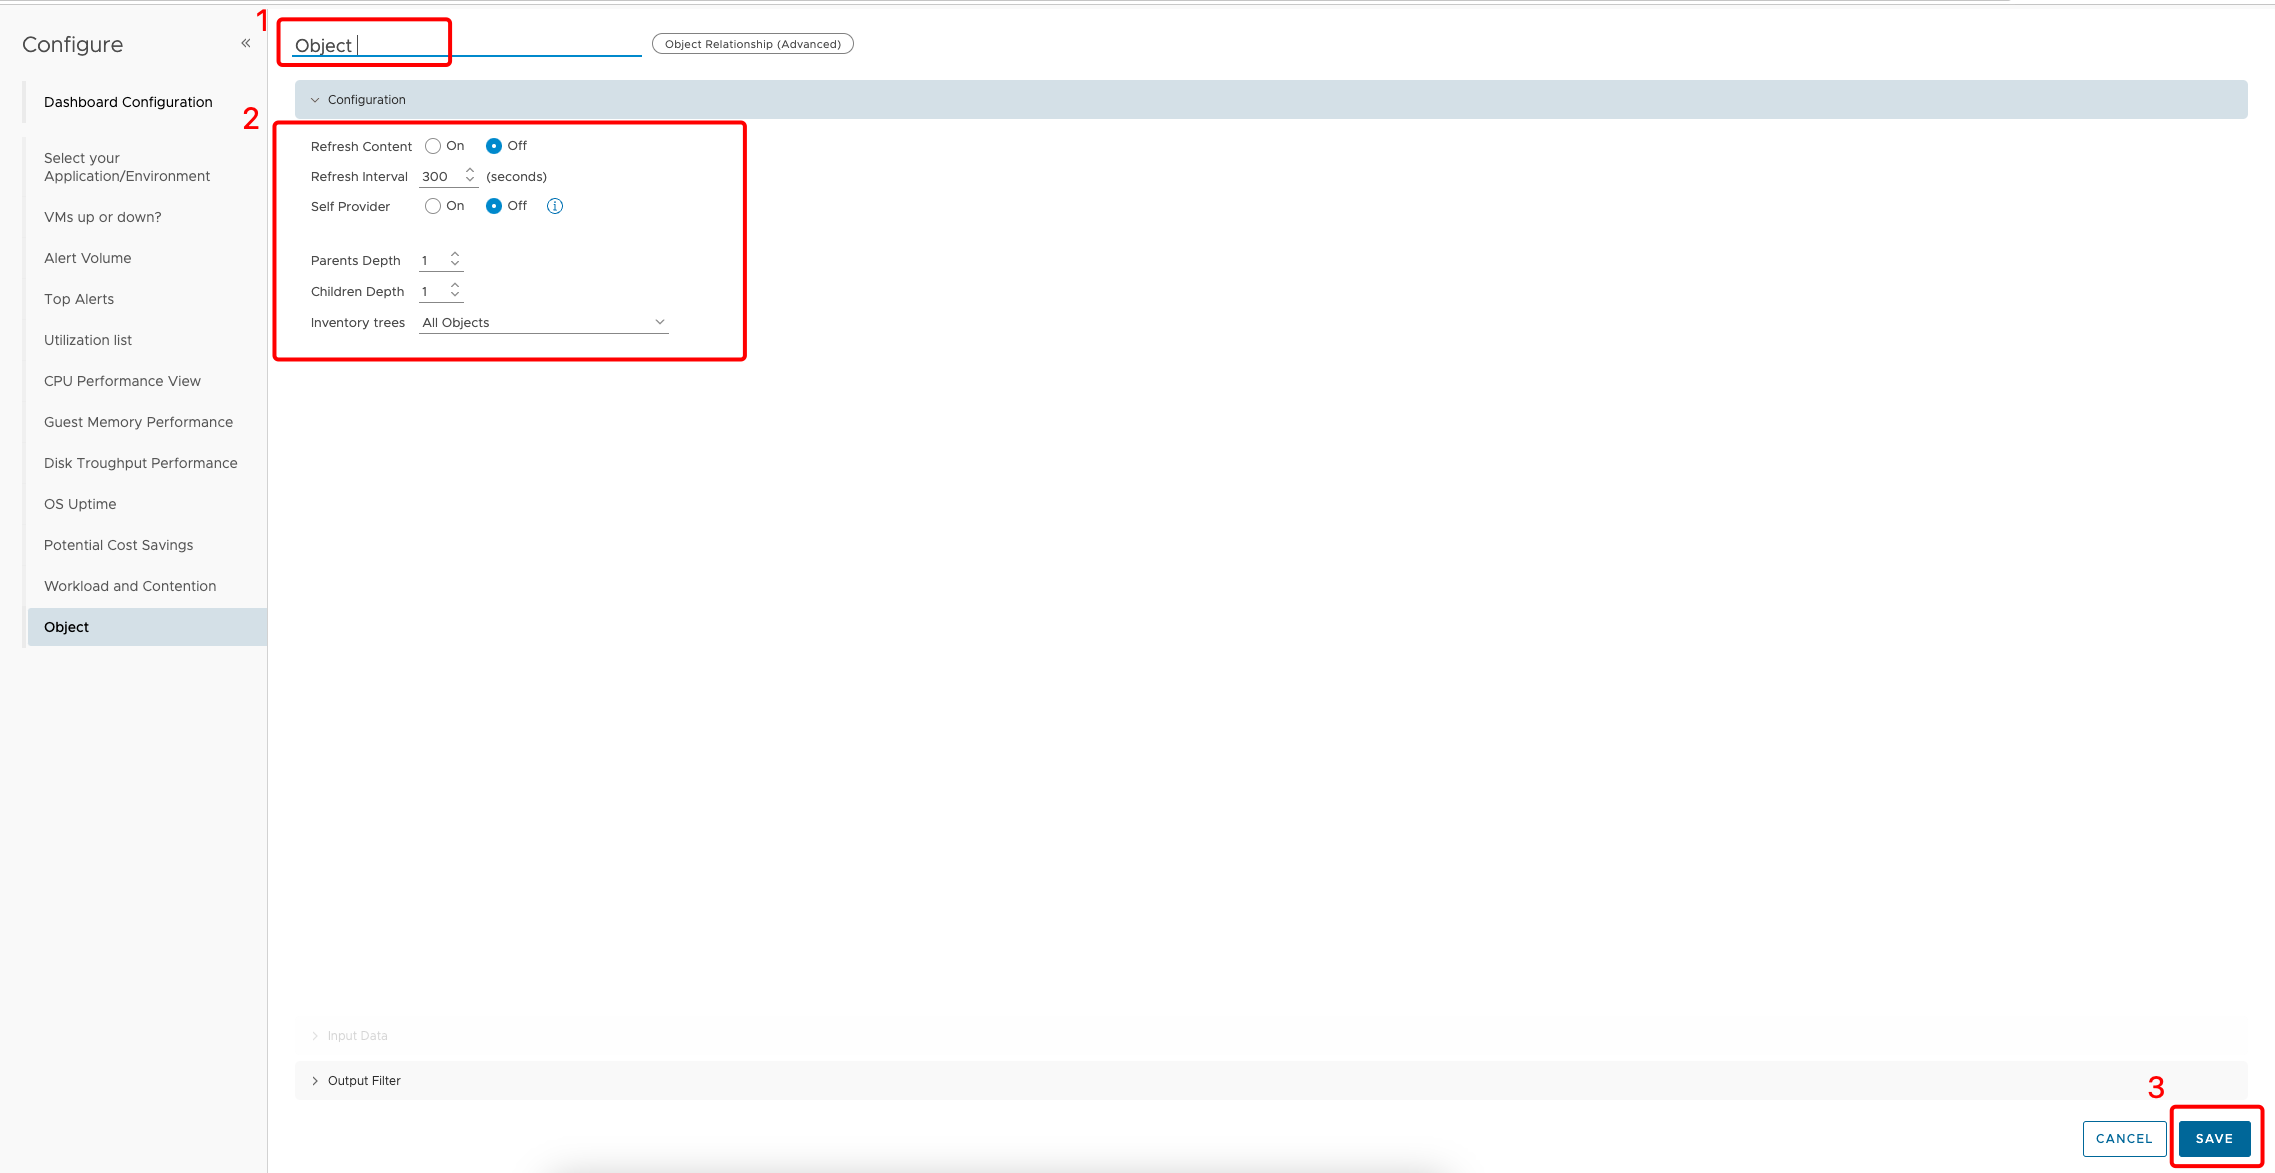 1
Configure
«
Object
Object Relationship (Advanced)
Dashboard Configuration
Configuration
2
Refresh Content On Off
Select your
Application/Environment
Refresh Interval 300 (seconds)
Self Provider On Off
VMs up or down?
Alert Volume
Parents Depth 1
Children Depth 1
Top Alerts
Inventory trees All Objects
Utilization list
CPU Performance View
Guest Memory Performance
Disk Troughput Performance
OS Uptime
Potential Cost Savings
Workload and Contention
Object
Input Data
Output Filter
3
CANCEL
SAVE